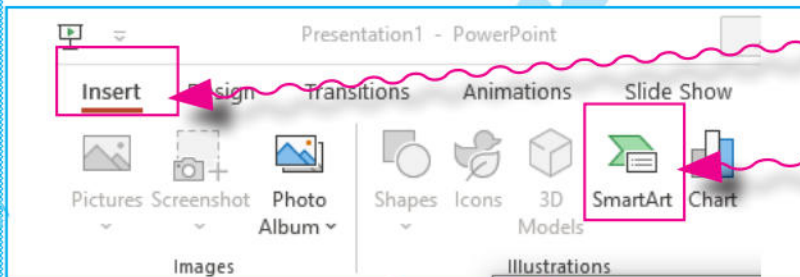 Presentation1 - PowerPoint
Insert Design Transitions Animations Slide Show
Pictures Screenshot Photo Album Shapes Icons 3D Models SmartArt Chart
Images Illustrations